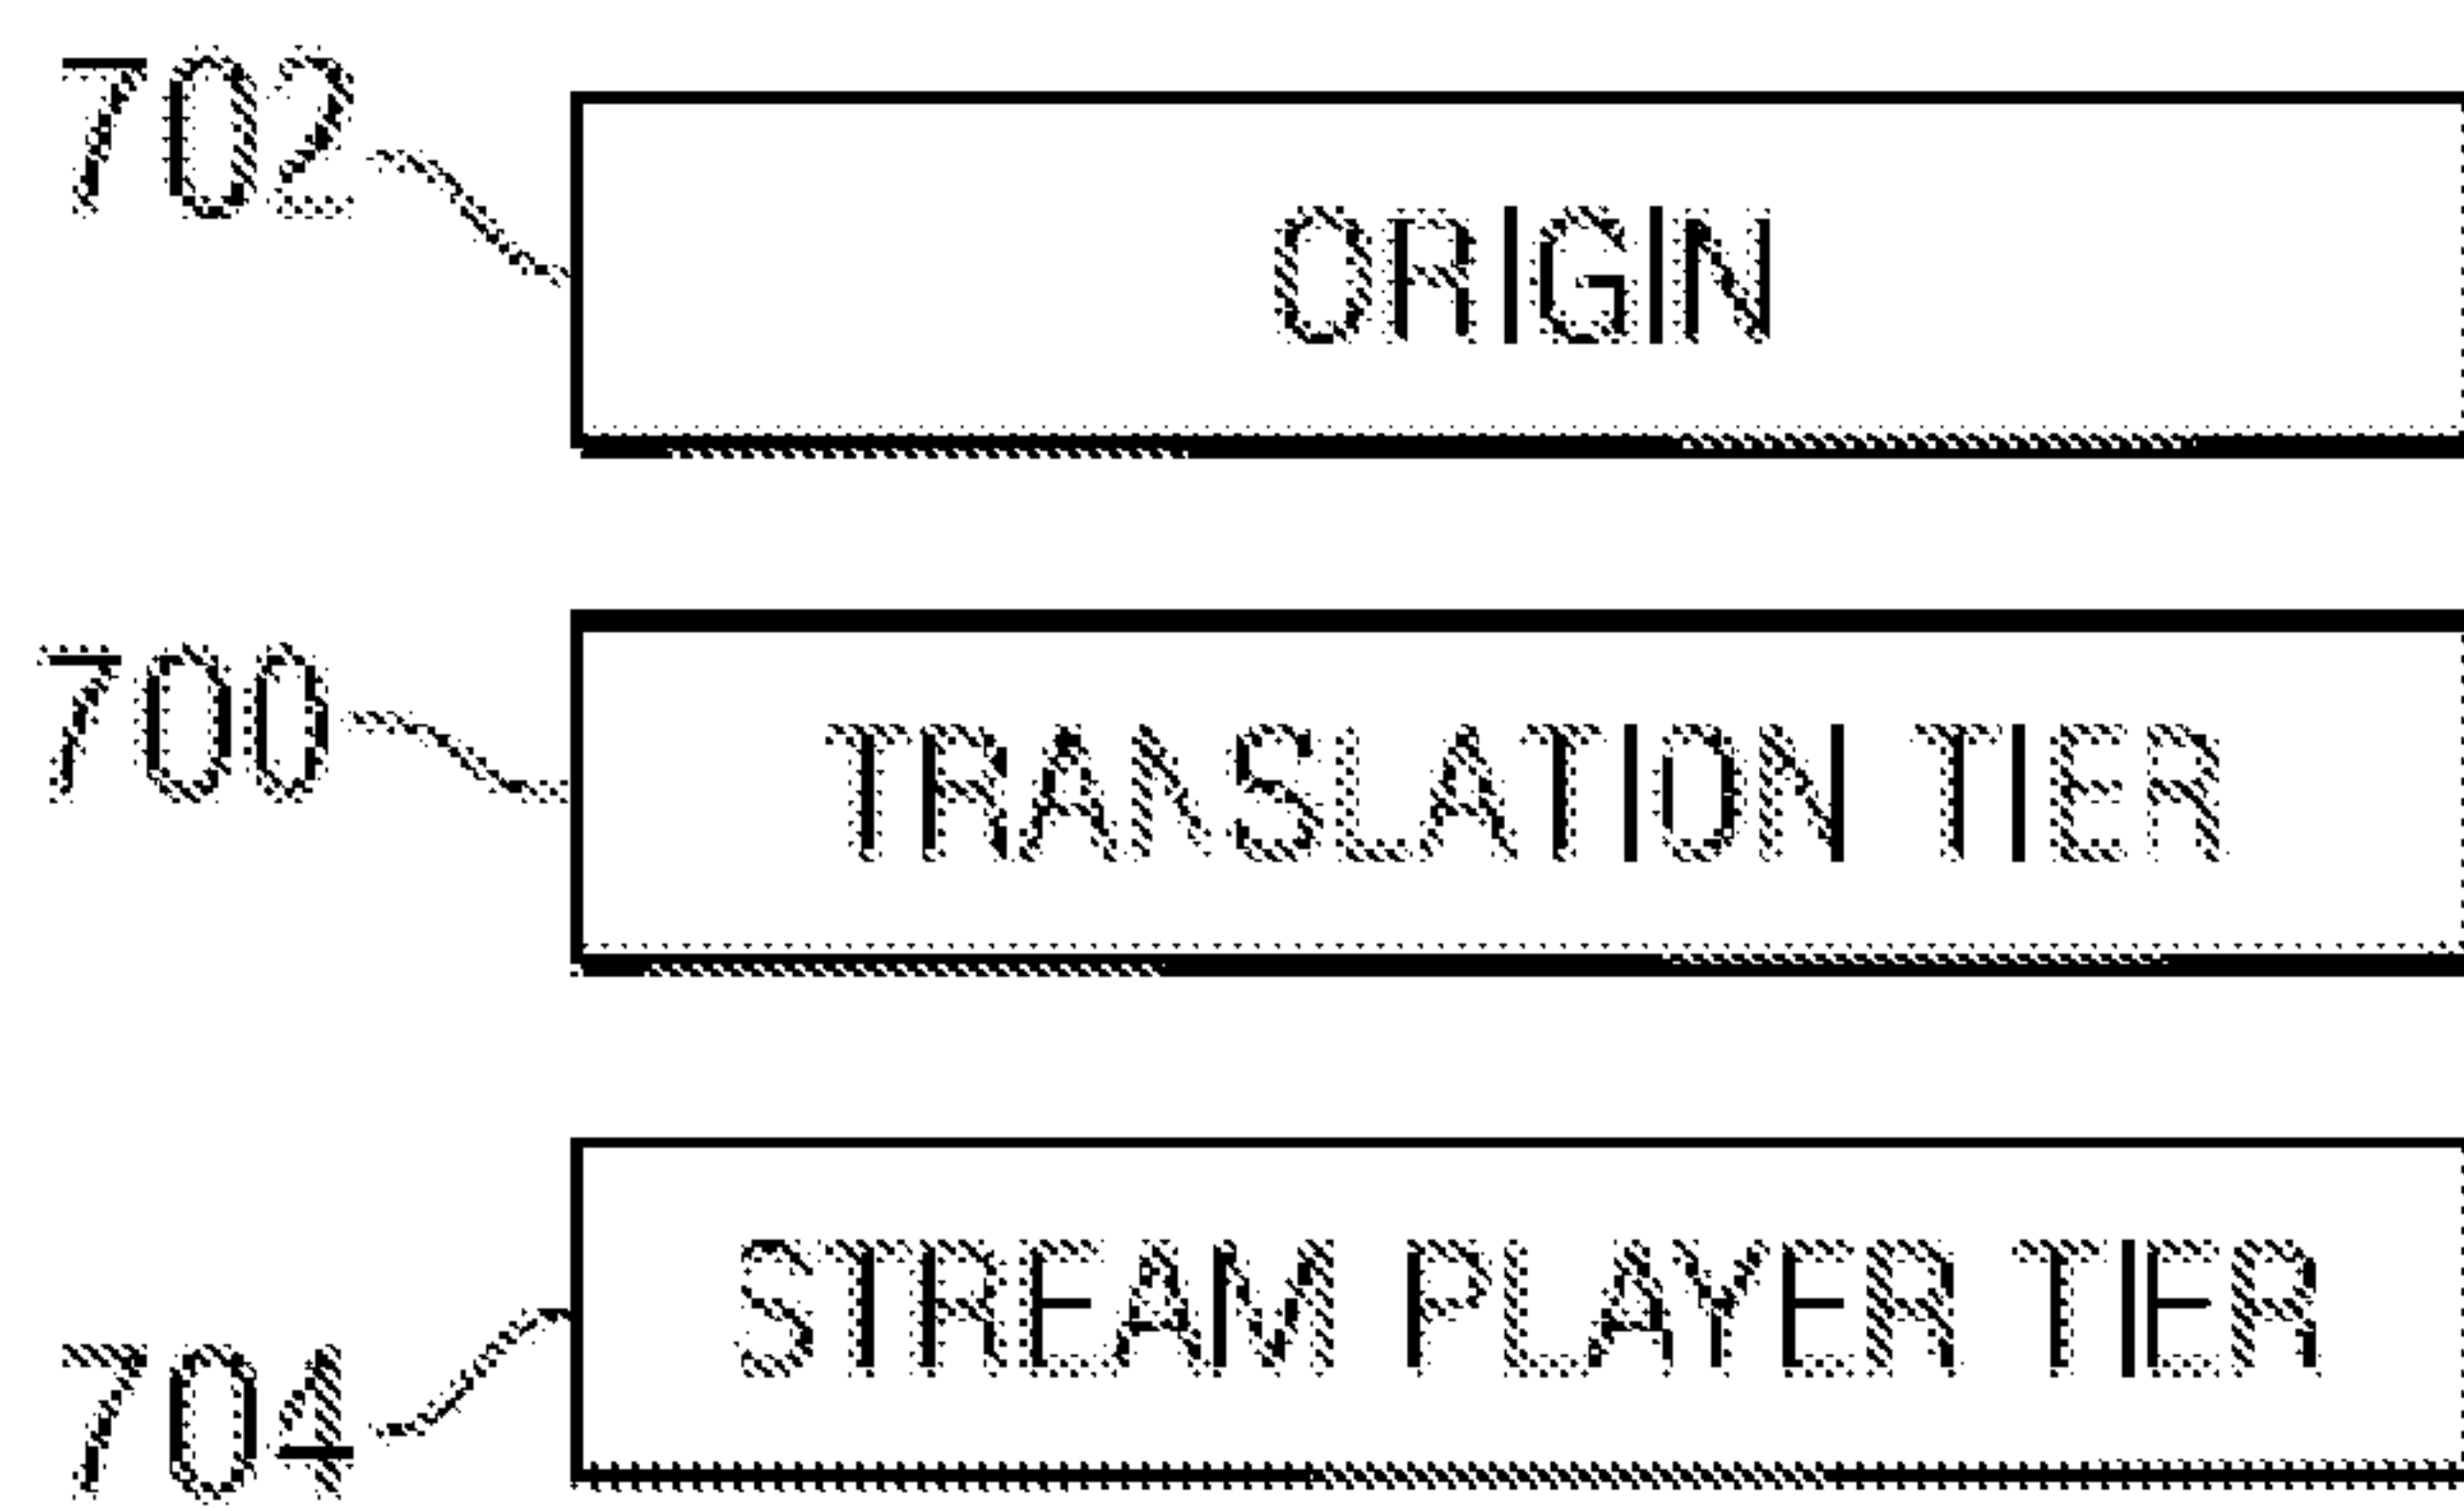 702
ORIGIN
700
TRANSLATION TIER
STREAM PLAYER TIER
704